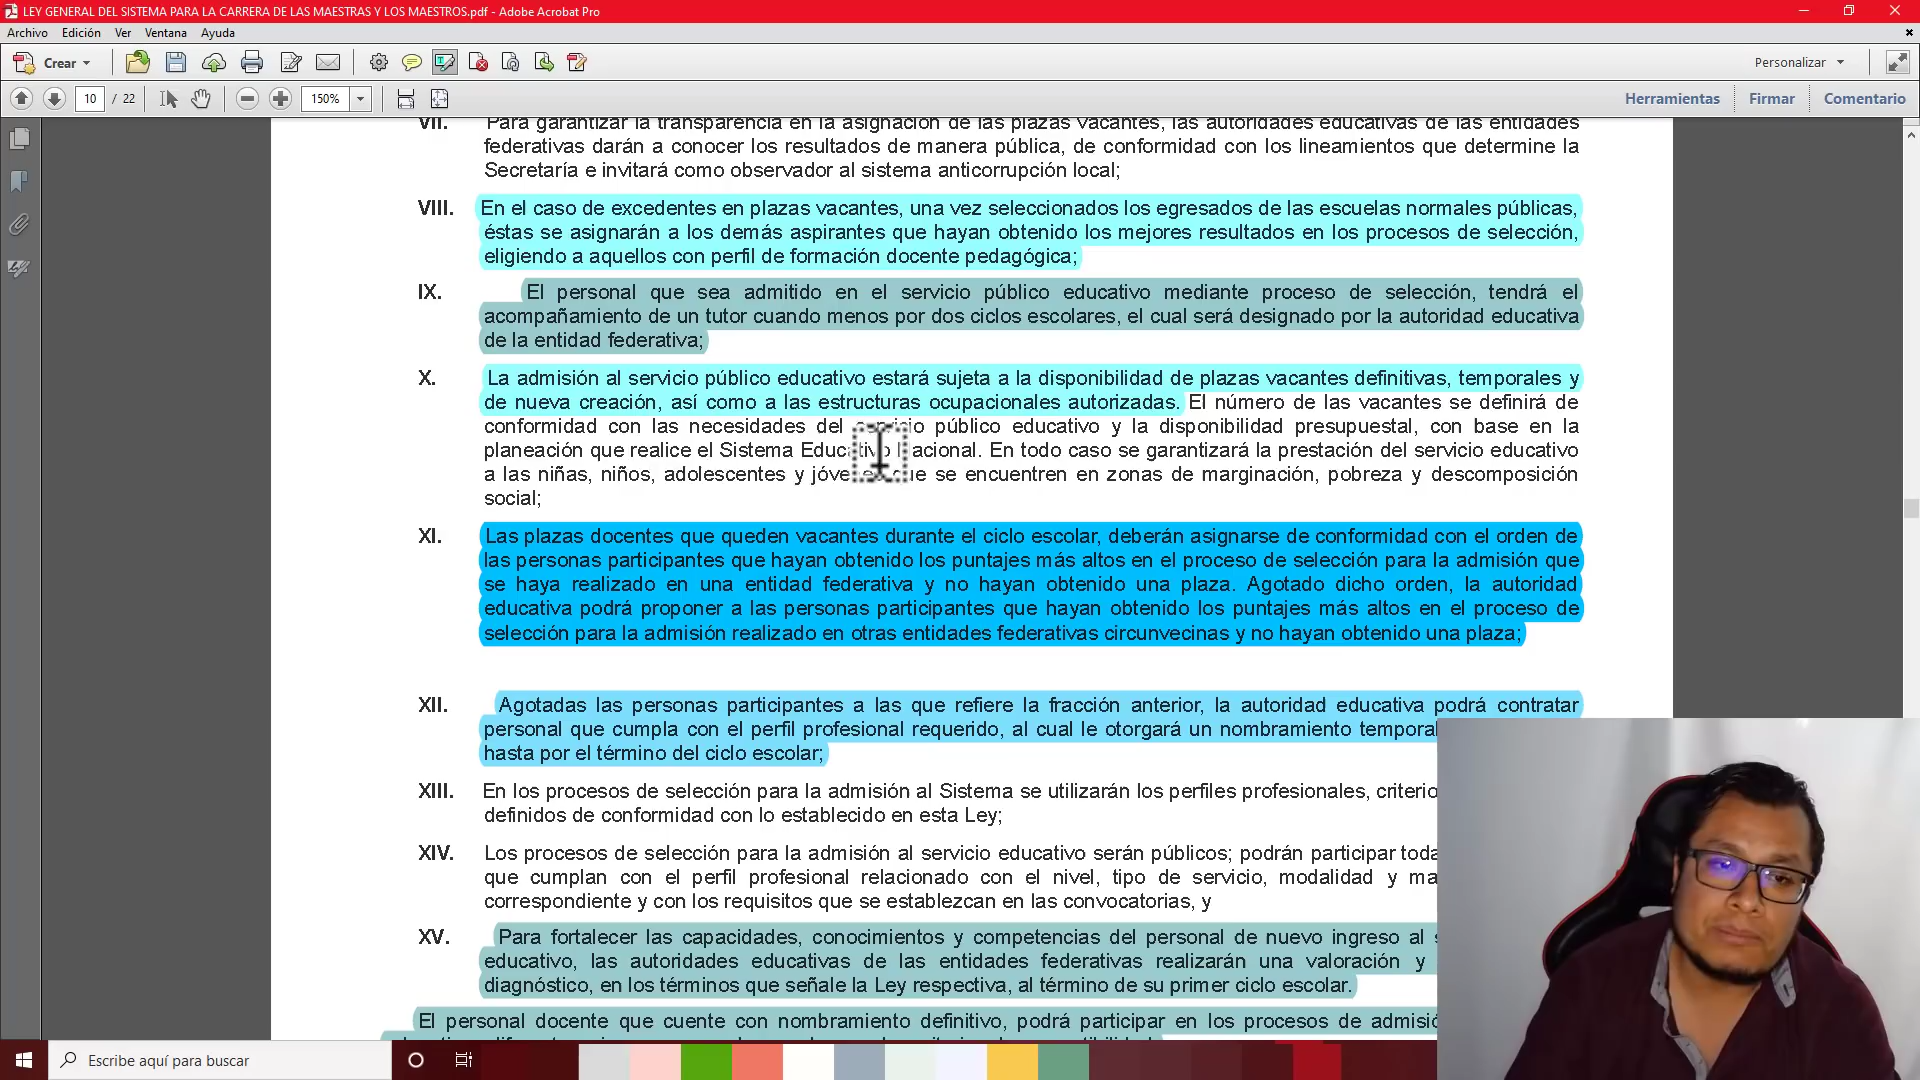 LEY GENERAL DEL SISTEMA PARA LA CARRERA DE LAS MAESTRAS Y LOS MAESTROS.pdf - Adobe Acrobat Pro
Archivo Edición Ver Ventana Ayuda
Crear Personalizar
10 / 22 150% Herramientas Firmar Comentario
VII. Para garantizar la transparencia en la asignación de las plazas vacantes, las autoridades educativas de las entidades
federativas darán a conocer los resultados de manera pública, de conformidad con los lineamientos que determine la
Secretaría e invitará como observador al sistema anticorrupción local;
VIII. En el caso de excedentes en plazas vacantes, una vez seleccionados los egresados de las escuelas normales públicas,
éstas se asignarán a los demás aspirantes que hayan obtenido los mejores resultados en los procesos de selección,
eligiendo a aquellos con perfil de formación docente pedagógica;
IX. El personal que sea admitido en el servicio público educativo mediante proceso de selección, tendrá el
acompañamiento de un tutor cuando menos por dos ciclos escolares, el cual será designado por la autoridad educativa
de la entidad federativa;
X. La admisión al servicio público educativo estará sujeta a la disponibilidad de plazas vacantes definitivas, temporales y
de nueva creación, así como a las estructuras ocupacionales autorizadas. El número de las vacantes se definirá de
conformidad con las necesidades del servicio público educativo y la disponibilidad presupuestal, con base en la
planeación que realice el Sistema Educativo Nacional. En todo caso se garantizará la prestación del servicio educativo
a las niñas, niños, adolescentes y jóvenes que se encuentren en zonas de marginación, pobreza y descomposición
social;
XI. Las plazas docentes que queden vacantes durante el ciclo escolar, deberán asignarse de conformidad con el orden de
las personas participantes que hayan obtenido los puntajes más altos en el proceso de selección para la admisión que
se haya realizado en una entidad federativa y no hayan obtenido una plaza. Agotado dicho orden, la autoridad
educativa podrá proponer a las personas participantes que hayan obtenido los puntajes más altos en el proceso de
selección para la admisión realizado en otras entidades federativas circunvecinas y no hayan obtenido una plaza;
XII. Agotadas las personas participantes a las que refiere la fracción anterior, la autoridad educativa podrá contratar
personal que cumpla con el perfil profesional requerido, al cual le otorgará un nombramiento temporal
hasta por el término del ciclo escolar;
XIII. En los procesos de selección para la admisión al Sistema se utilizarán los perfiles profesionales, criterio
definidos de conformidad con lo establecido en esta Ley;
XIV. Los procesos de selección para la admisión al servicio educativo serán públicos; podrán participar toda
que cumplan con el perfil profesional relacionado con el nivel, tipo de servicio, modalidad y ma
correspondiente y con los requisitos que se establezcan en las convocatorias, y
XV. Para fortalecer las capacidades, conocimientos y competencias del personal de nuevo ingreso al s
educativo, las autoridades educativas de las entidades federativas realizarán una valoración y
diagnóstico, en los términos que señale la Ley respectiva, al término de su primer ciclo escolar.
El personal docente que cuente con nombramiento definitivo, podrá participar en los procesos de admisió
Escribe aquí para buscar